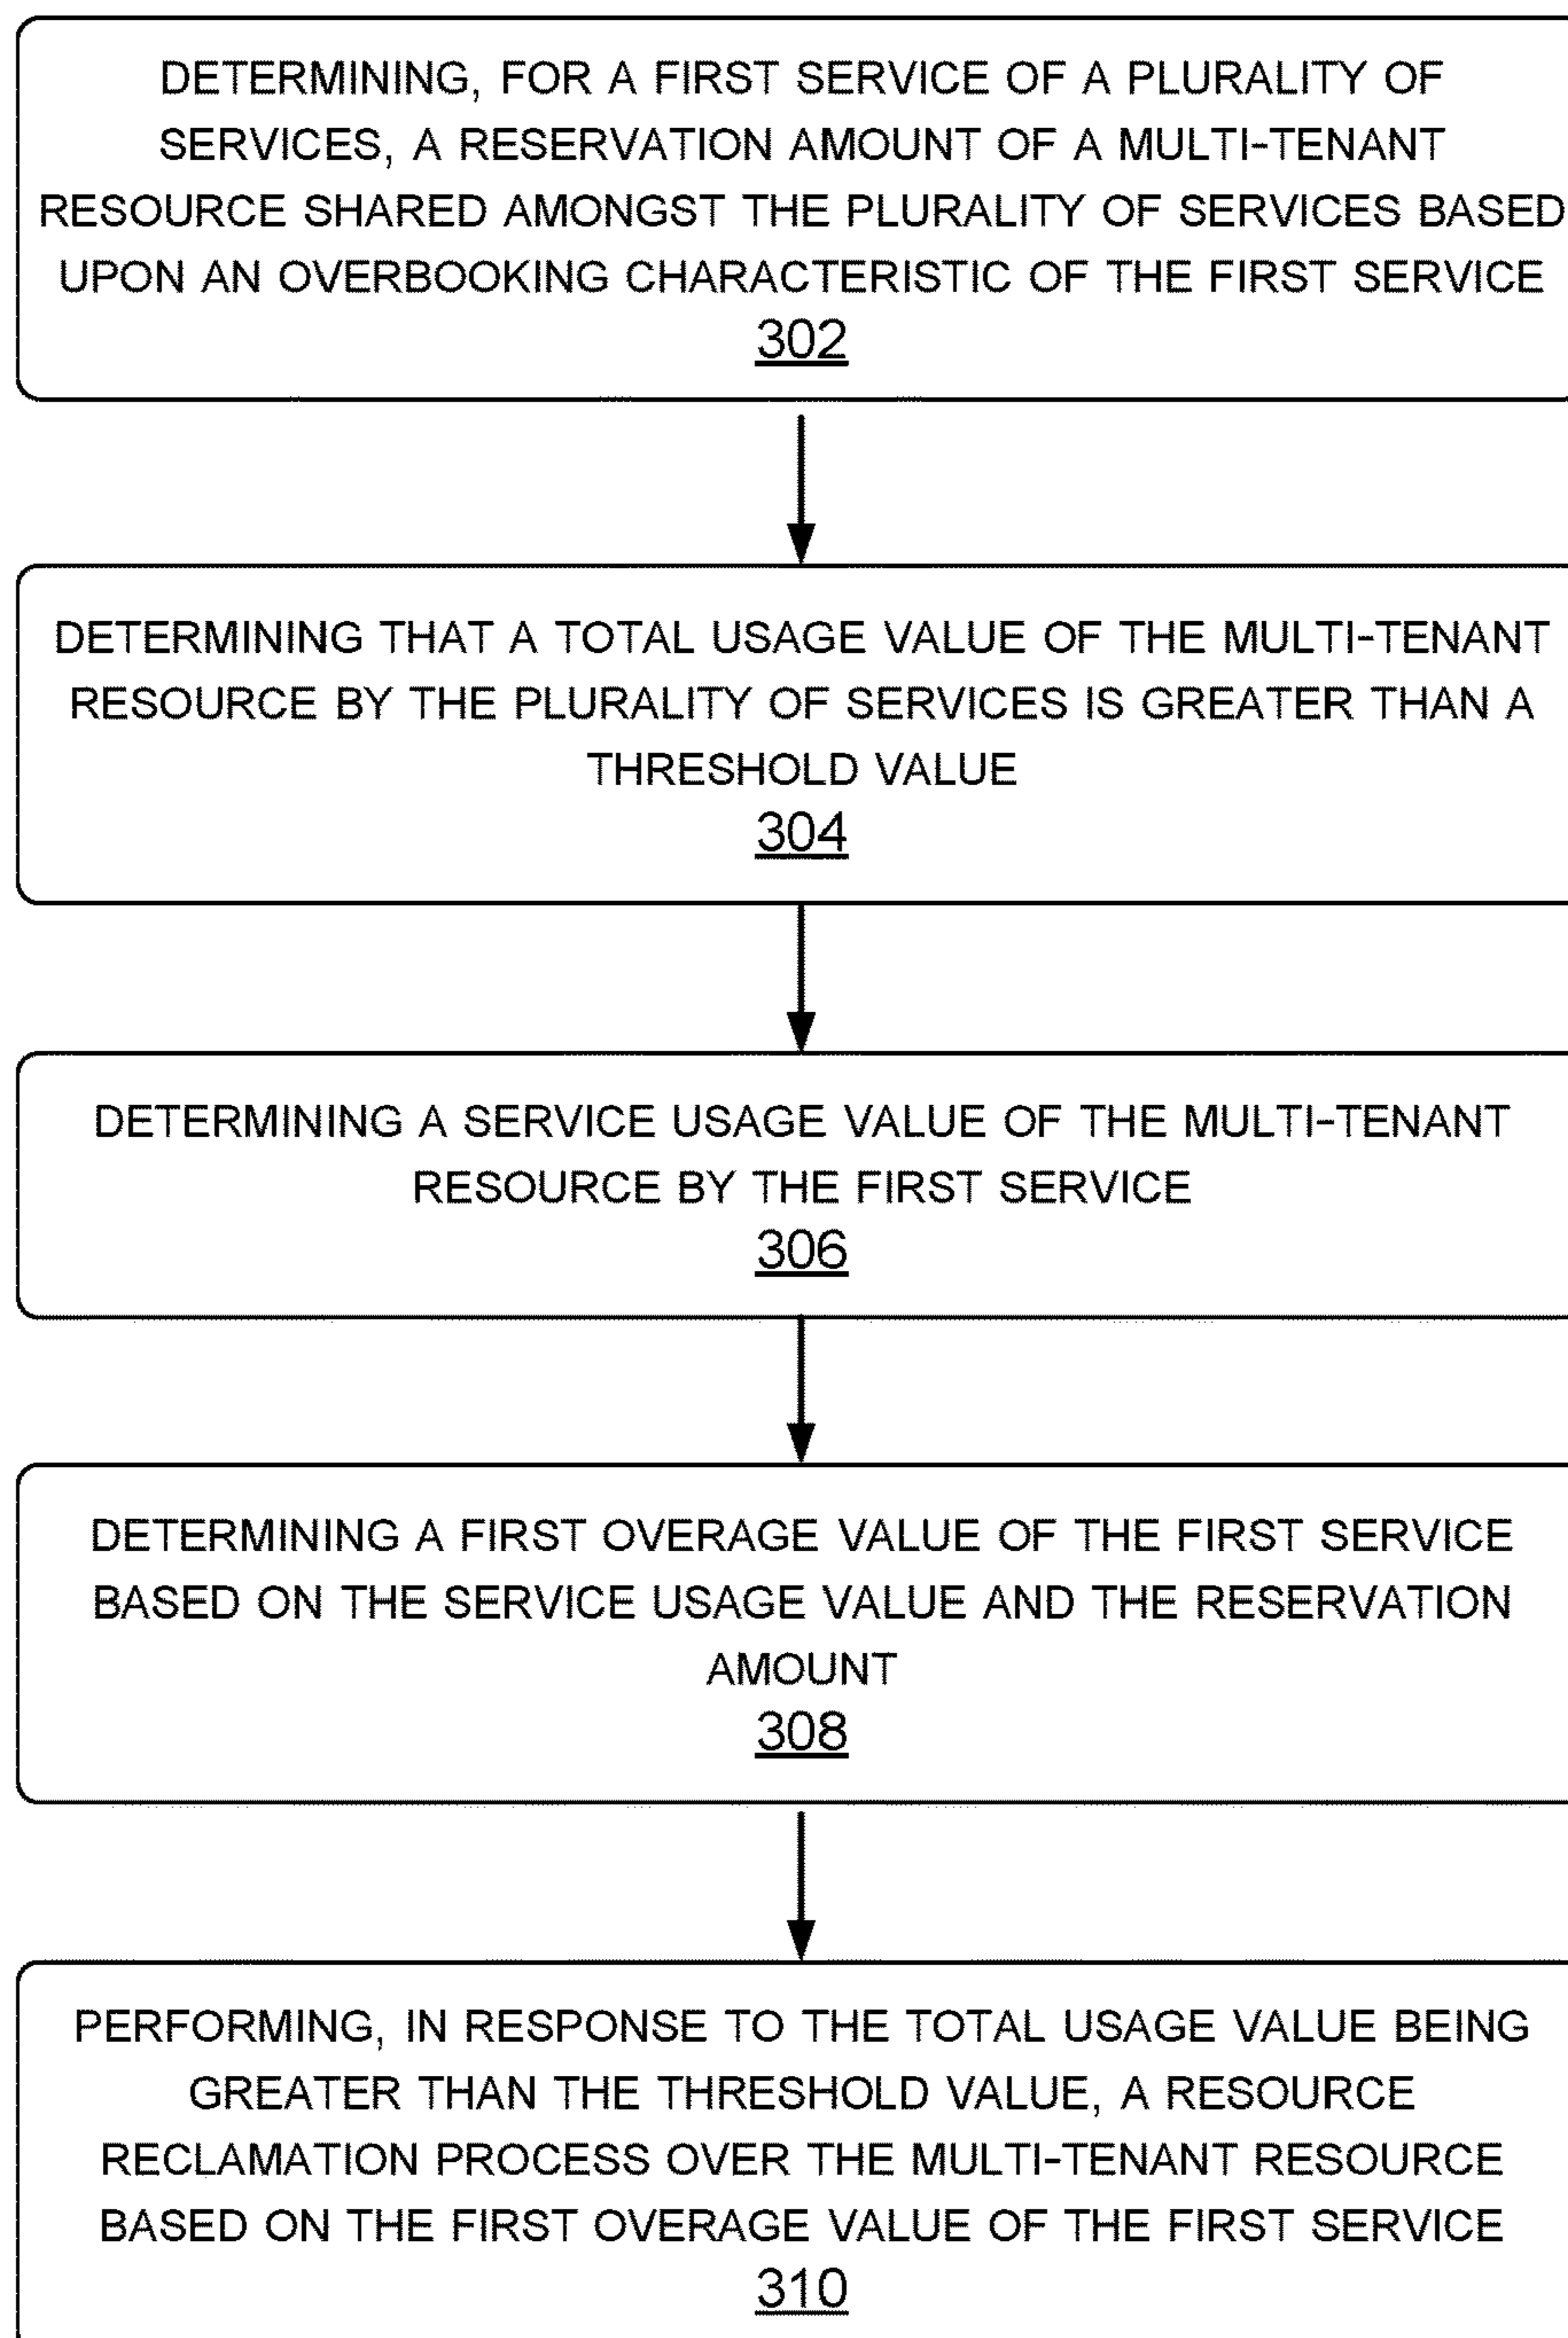 DETERMINING, FOR A FIRST SERVICE OF A PLURALITY OF
SERVICES, A RESERVATION AMOUNT OF A MULTI-TENANT
RESOURCE SHARED AMONGST THE PLURALITY OF SERVICES BASED
UPON AN OVERBOOKING CHARACTERISTIC OF THE FIRST SERVICE
302
DETERMINING THAT A TOTAL USAGE VALUE OF THE MULTI-TENANT
RESOURCE BY THE PLURALITY OF SERVICES IS GREATER THAN A
THRESHOLD VALUE
304
DETERMINING A SERVICE USAGE VALUE OF THE MULTI-TENANT
RESOURCE BY THE FIRST SERVICE
306
DETERMINING A FIRST OVERAGE VALUE OF THE FIRST SERVICE
BASED ON THE SERVICE USAGE VALUE AND THE RESERVATION
AMOUNT
308
PERFORMING, IN RESPONSE TO THE TOTAL USAGE VALUE BEING
GREATER THAN THE THRESHOLD VALUE, A RESOURCE
RECLAMATION PROCESS OVER THE MULTI-TENANT RESOURCE
BASED ON THE FIRST OVERAGE VALUE OF THE FIRST SERVICE
310